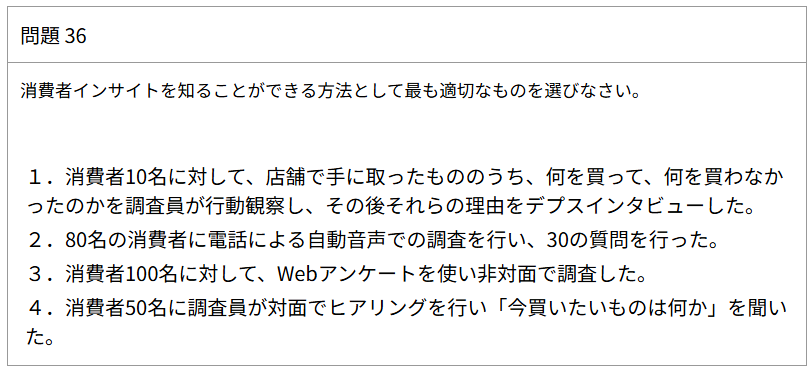 問題 36
消費者インサイトを知ることができる方法として最も適切なものを選びなさい。
１．消費者10名に対して、店舗で手に取ったもののうち、何を買って、何を買わなか
ったのかを調査員が行動観察し、その後それらの理由をデプスインタビューした。
２．80名の消費者に電話による自動音声での調査を行い、30の質問を行った。
３．消費者100名に対して、Webアンケートを使い非対面で調査した。
４．消費者50名に調査員が対面でヒアリングを行い「今買いたいものは何か」を聞い
た。